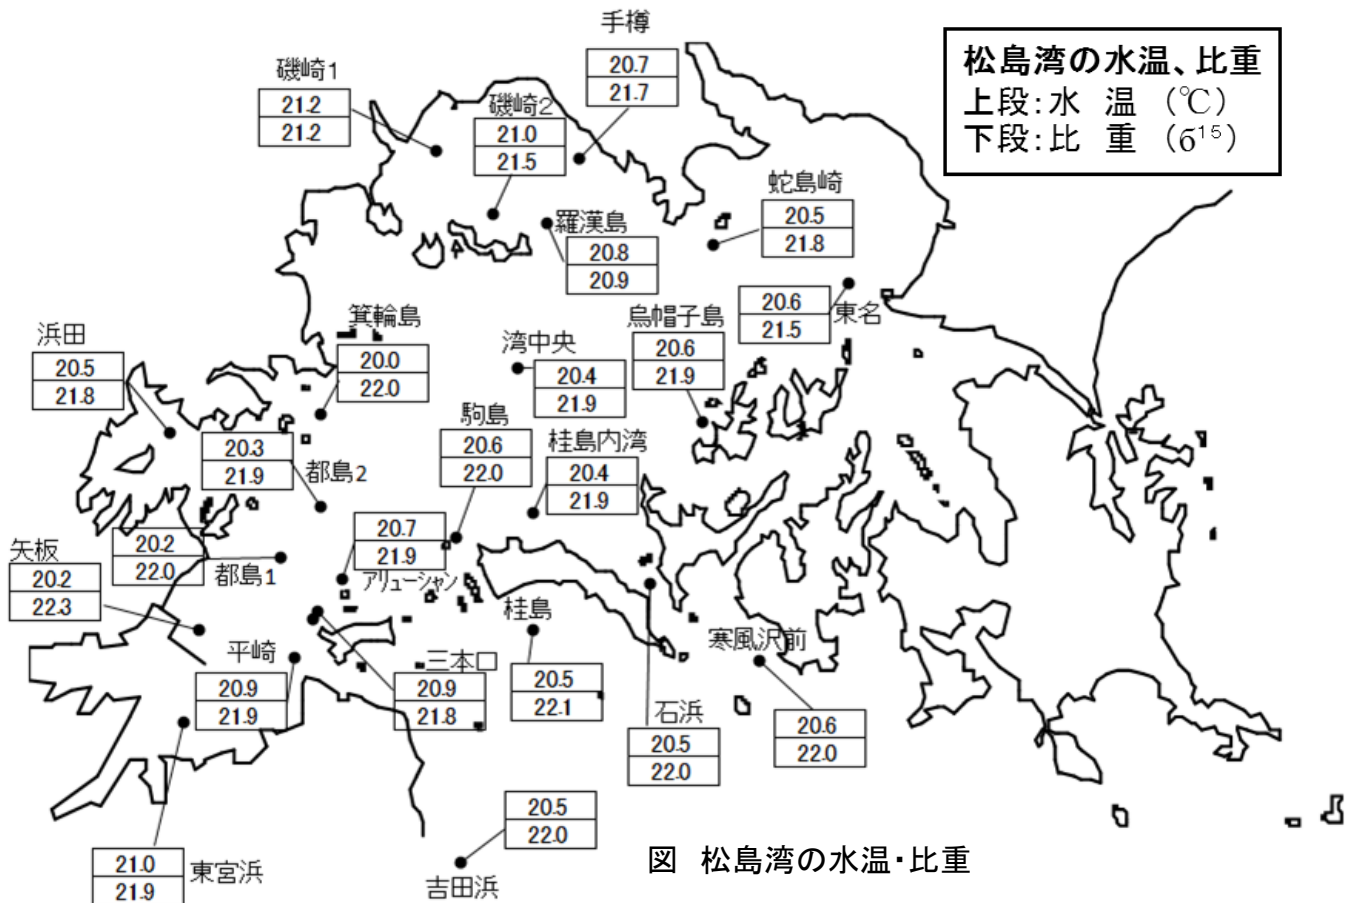 手樽
20.7
21.7
松島湾の水温、比重
上段:水 温 (℃)
下段:比 重 (б¹⁵)
磯崎1
21.2
21.2
磯崎2
21.0
21.5
蛇島崎
20.5
21.8
羅漢島
20.8
20.9
20.6
21.5
東名
箕輪島
20.0
22.0
湾中央
20.4
21.9
烏帽子島
20.6
21.9
浜田
20.5
21.8
駒島
20.6
22.0
桂島内湾
20.4
21.9
20.3
21.9
都島2
20.7
21.9
アリューシャン
20.2
22.0
都島1
矢板
20.2
22.3
桂島
20.5
22.1
寒風沢前
20.6
22.0
平崎
20.9
21.9
三本口
20.9
21.8
石浜
20.5
22.0
20.5
22.0
吉田浜
21.0
21.9
東宮浜
図 松島湾の水温・比重